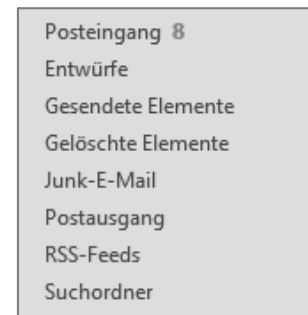 Posteingang 8
Entwürfe
Gesendete Elemente
Gelöschte Elemente
Junk-E-Mail
Postausgang
RSS-Feeds
Suchordner